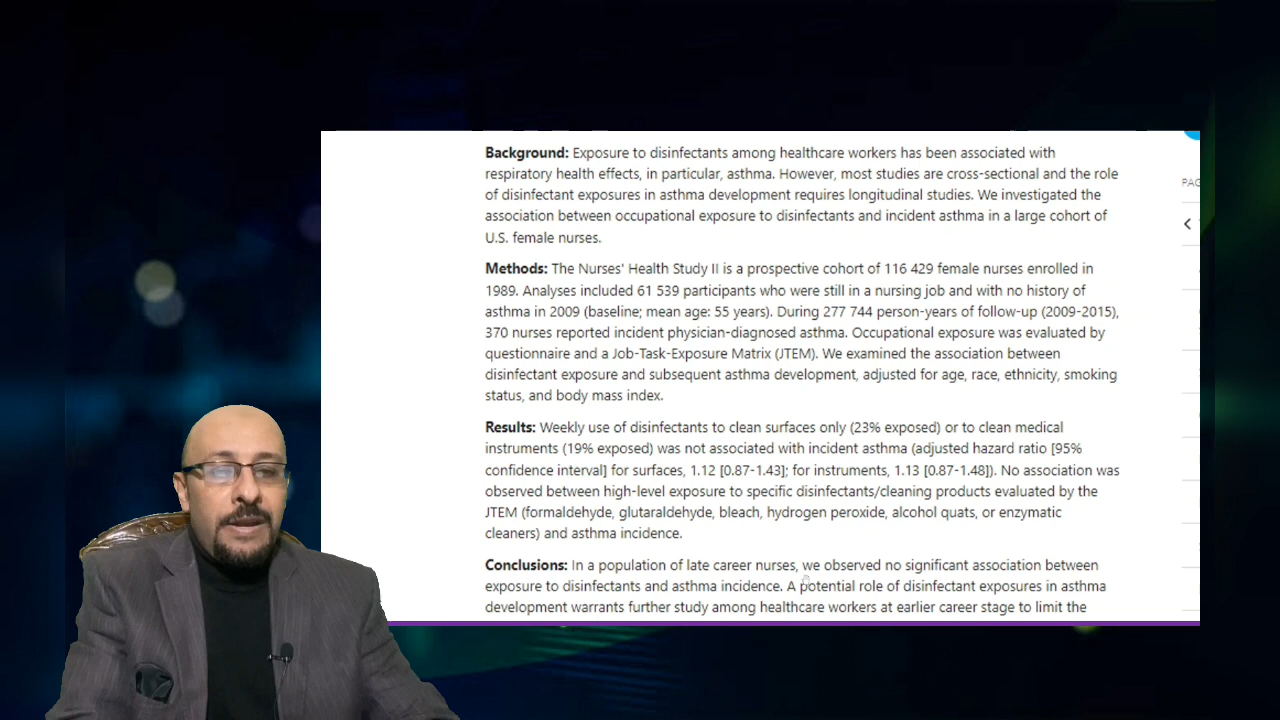 Background: Exposure to disinfectants among healthcare workers has been associated with
respiratory health effects, in particular, asthma. However, most studies are cross-sectional and the role
of disinfectant exposures in asthma development requires longitudinal studies. We investigated the
association between occupational exposure to disinfectants and incident asthma in a large cohort of
U.S. female nurses.
Methods: The Nurses' Health Study II is a prospective cohort of 116 429 female nurses enrolled in
1989. Analyses included 61 539 participants who were still in a nursing job and with no history of
asthma in 2009 (baseline; mean age: 55 years). During 277 744 person-years of follow-up (2009-2015),
370 nurses reported incident physician-diagnosed asthma. Occupational exposure was evaluated by
questionnaire and a Job-Task-Exposure Matrix (JTEM). We examined the association between
disinfectant exposure and subsequent asthma development, adjusted for age, race, ethnicity, smoking
status, and body mass index.
Results: Weekly use of disinfectants to clean surfaces only (23% exposed) or to clean medical
instruments (19% exposed) was not associated with incident asthma (adjusted hazard ratio [95%
confidence interval] for surfaces, 1.12 [0.87-1.43]; for instruments, 1.13 [0.87-1.48]). No association was
observed between high-level exposure to specific disinfectants/cleaning products evaluated by the
JTEM (formaldehyde, glutaraldehyde, bleach, hydrogen peroxide, alcohol quats, or enzymatic
cleaners) and asthma incidence.
Conclusions: In a population of late career nurses, we observed no significant association between
exposure to disinfectants and asthma incidence. A potential role of disinfectant exposures in asthma
development warrants further study among healthcare workers at earlier career stage to limit the
PAG